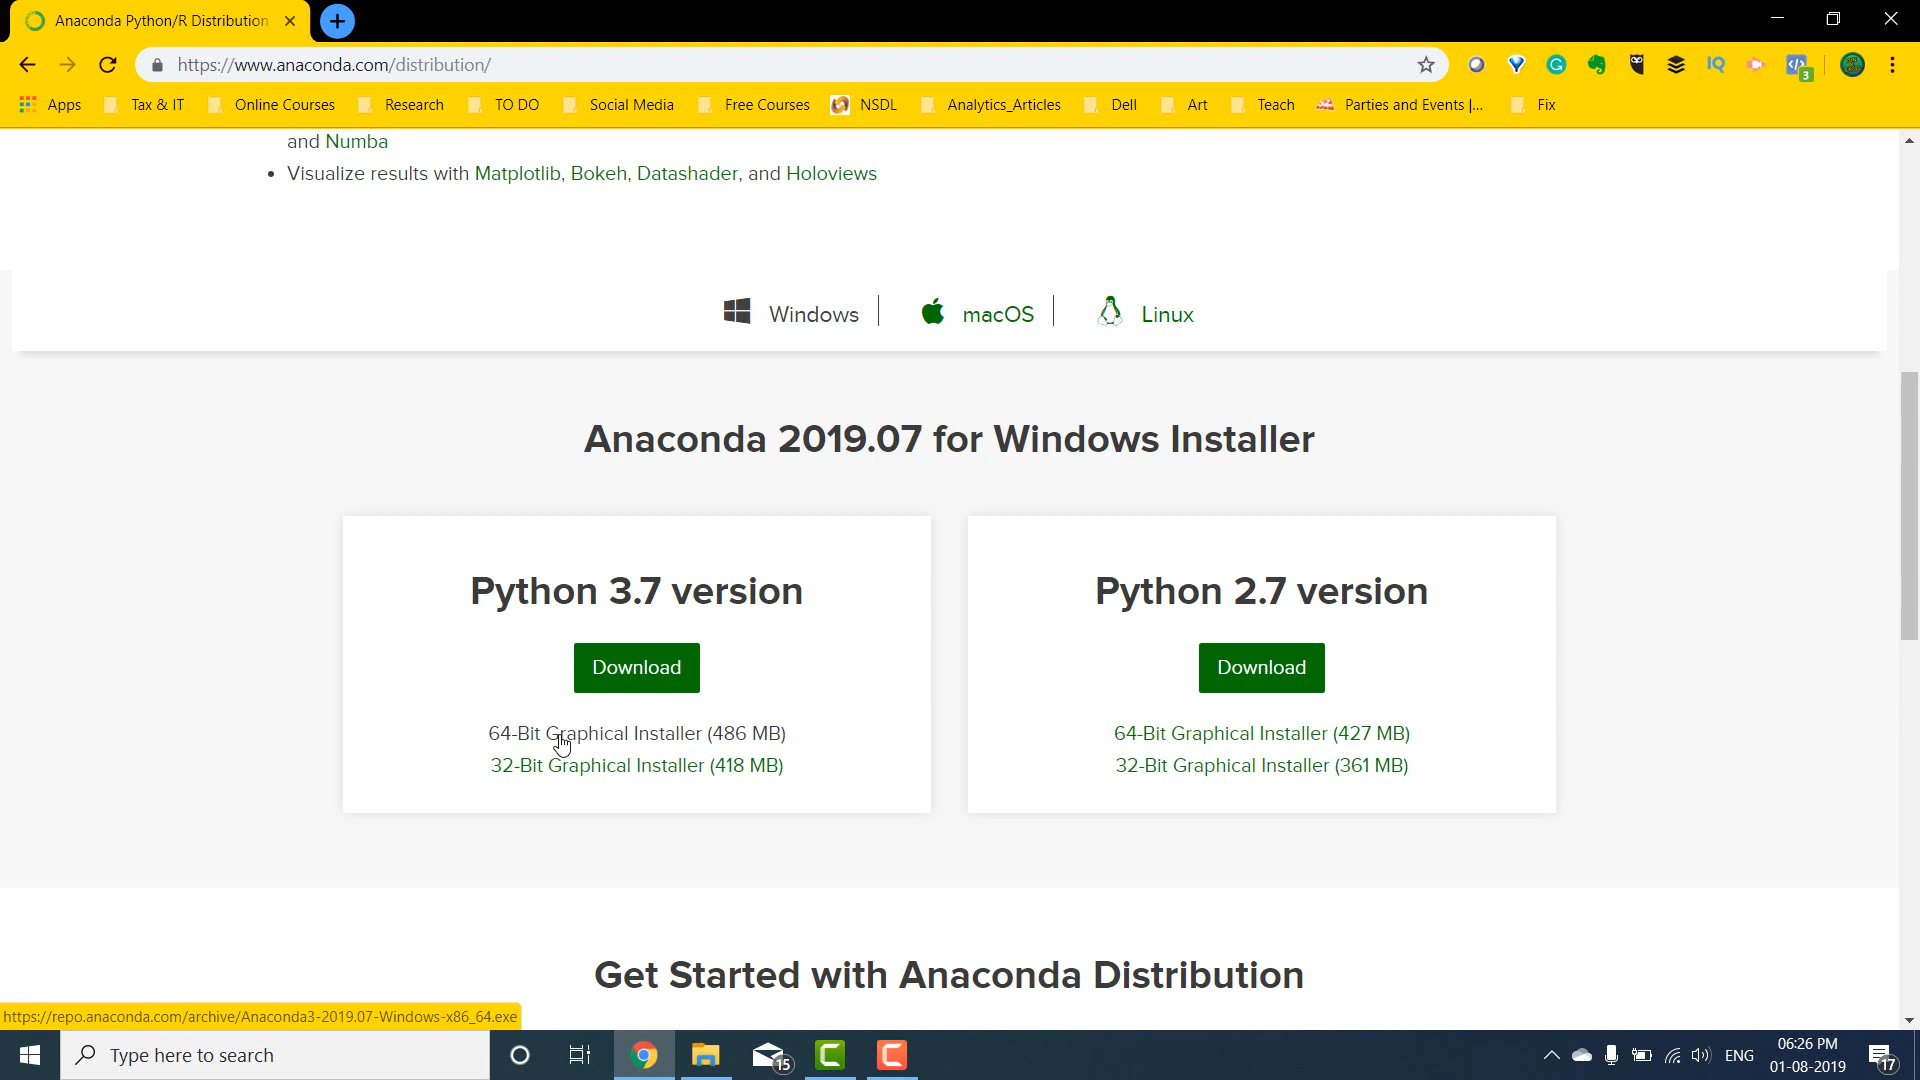 Anaconda Python/R Distribution
https://www.anaconda.com/distribution/
Apps Tax & IT Online Courses Research TO DO Social Media Free Courses NSDL Analytics_Articles Dell Art Teach Parties and Events |... Fix
and Numba
• Visualize results with Matplotlib, Bokeh, Datashader, and Holoviews
Windows macOS Linux
Anaconda 2019.07 for Windows Installer
Python 3.7 version
Download
64-Bit Graphical Installer (486 MB)
32-Bit Graphical Installer (418 MB)
Python 2.7 version
Download
64-Bit Graphical Installer (427 MB)
32-Bit Graphical Installer (361 MB)
Get Started with Anaconda Distribution
https://repo.anaconda.com/archive/Anaconda3-2019.07-Windows-x86_64.exe
Type here to search
15
ENG
06:26 PM
01-08-2019
17
IQ
3